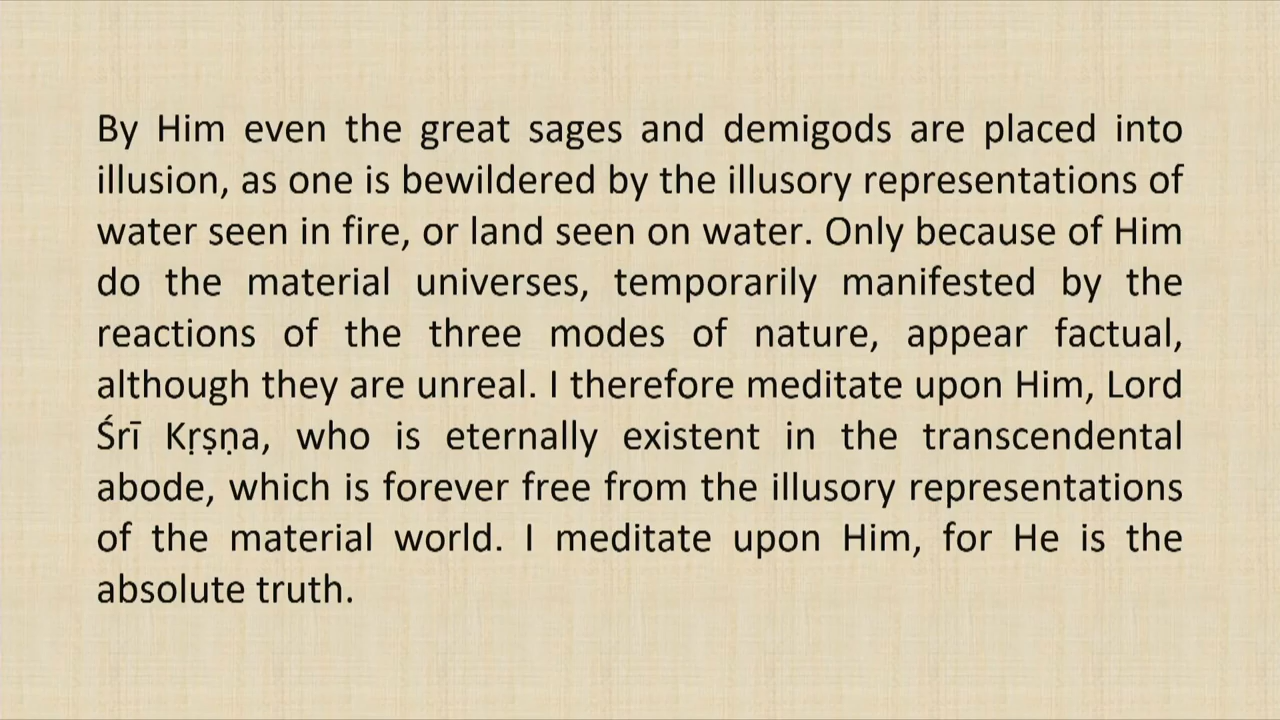 By Him even the great sages and demigods are placed into
illusion, as one is bewildered by the illusory representations of
water seen in fire, or land seen on water. Only because of Him
do the material universes, temporarily manifested by the
reactions of the three modes of nature, appear factual,
although they are unreal. I therefore meditate upon Him, Lord
Śrī Kṛṣṇa, who is eternally existent in the transcendental
abode, which is forever free from the illusory representations
of the material world. I meditate upon Him, for He is the
absolute truth.